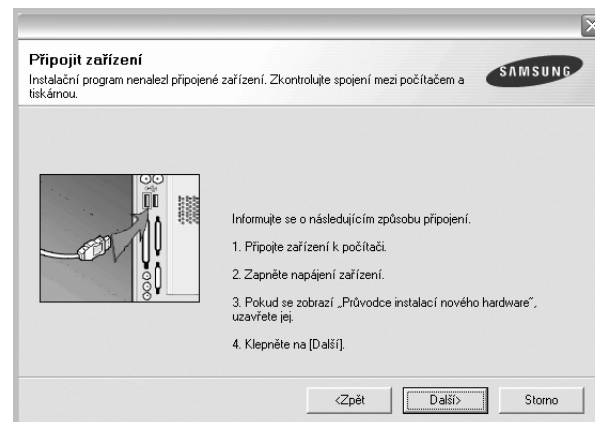 Připojit zařízení
Instalační program nenalezl připojené zařízení. Zkontrolujte spojení mezi počítačem a
tiskárnou.
SAMSUNG
Informujte se o následujícím způsobu připojení.
1. Připojte zařízení k počítači.
2. Zapněte napájení zařízení.
3. Pokud se zobrazí „Průvodce instalací nového hardware",
uzavřete jej.
4. Klepněte na [Další].
<Zpět
Další>
Storno